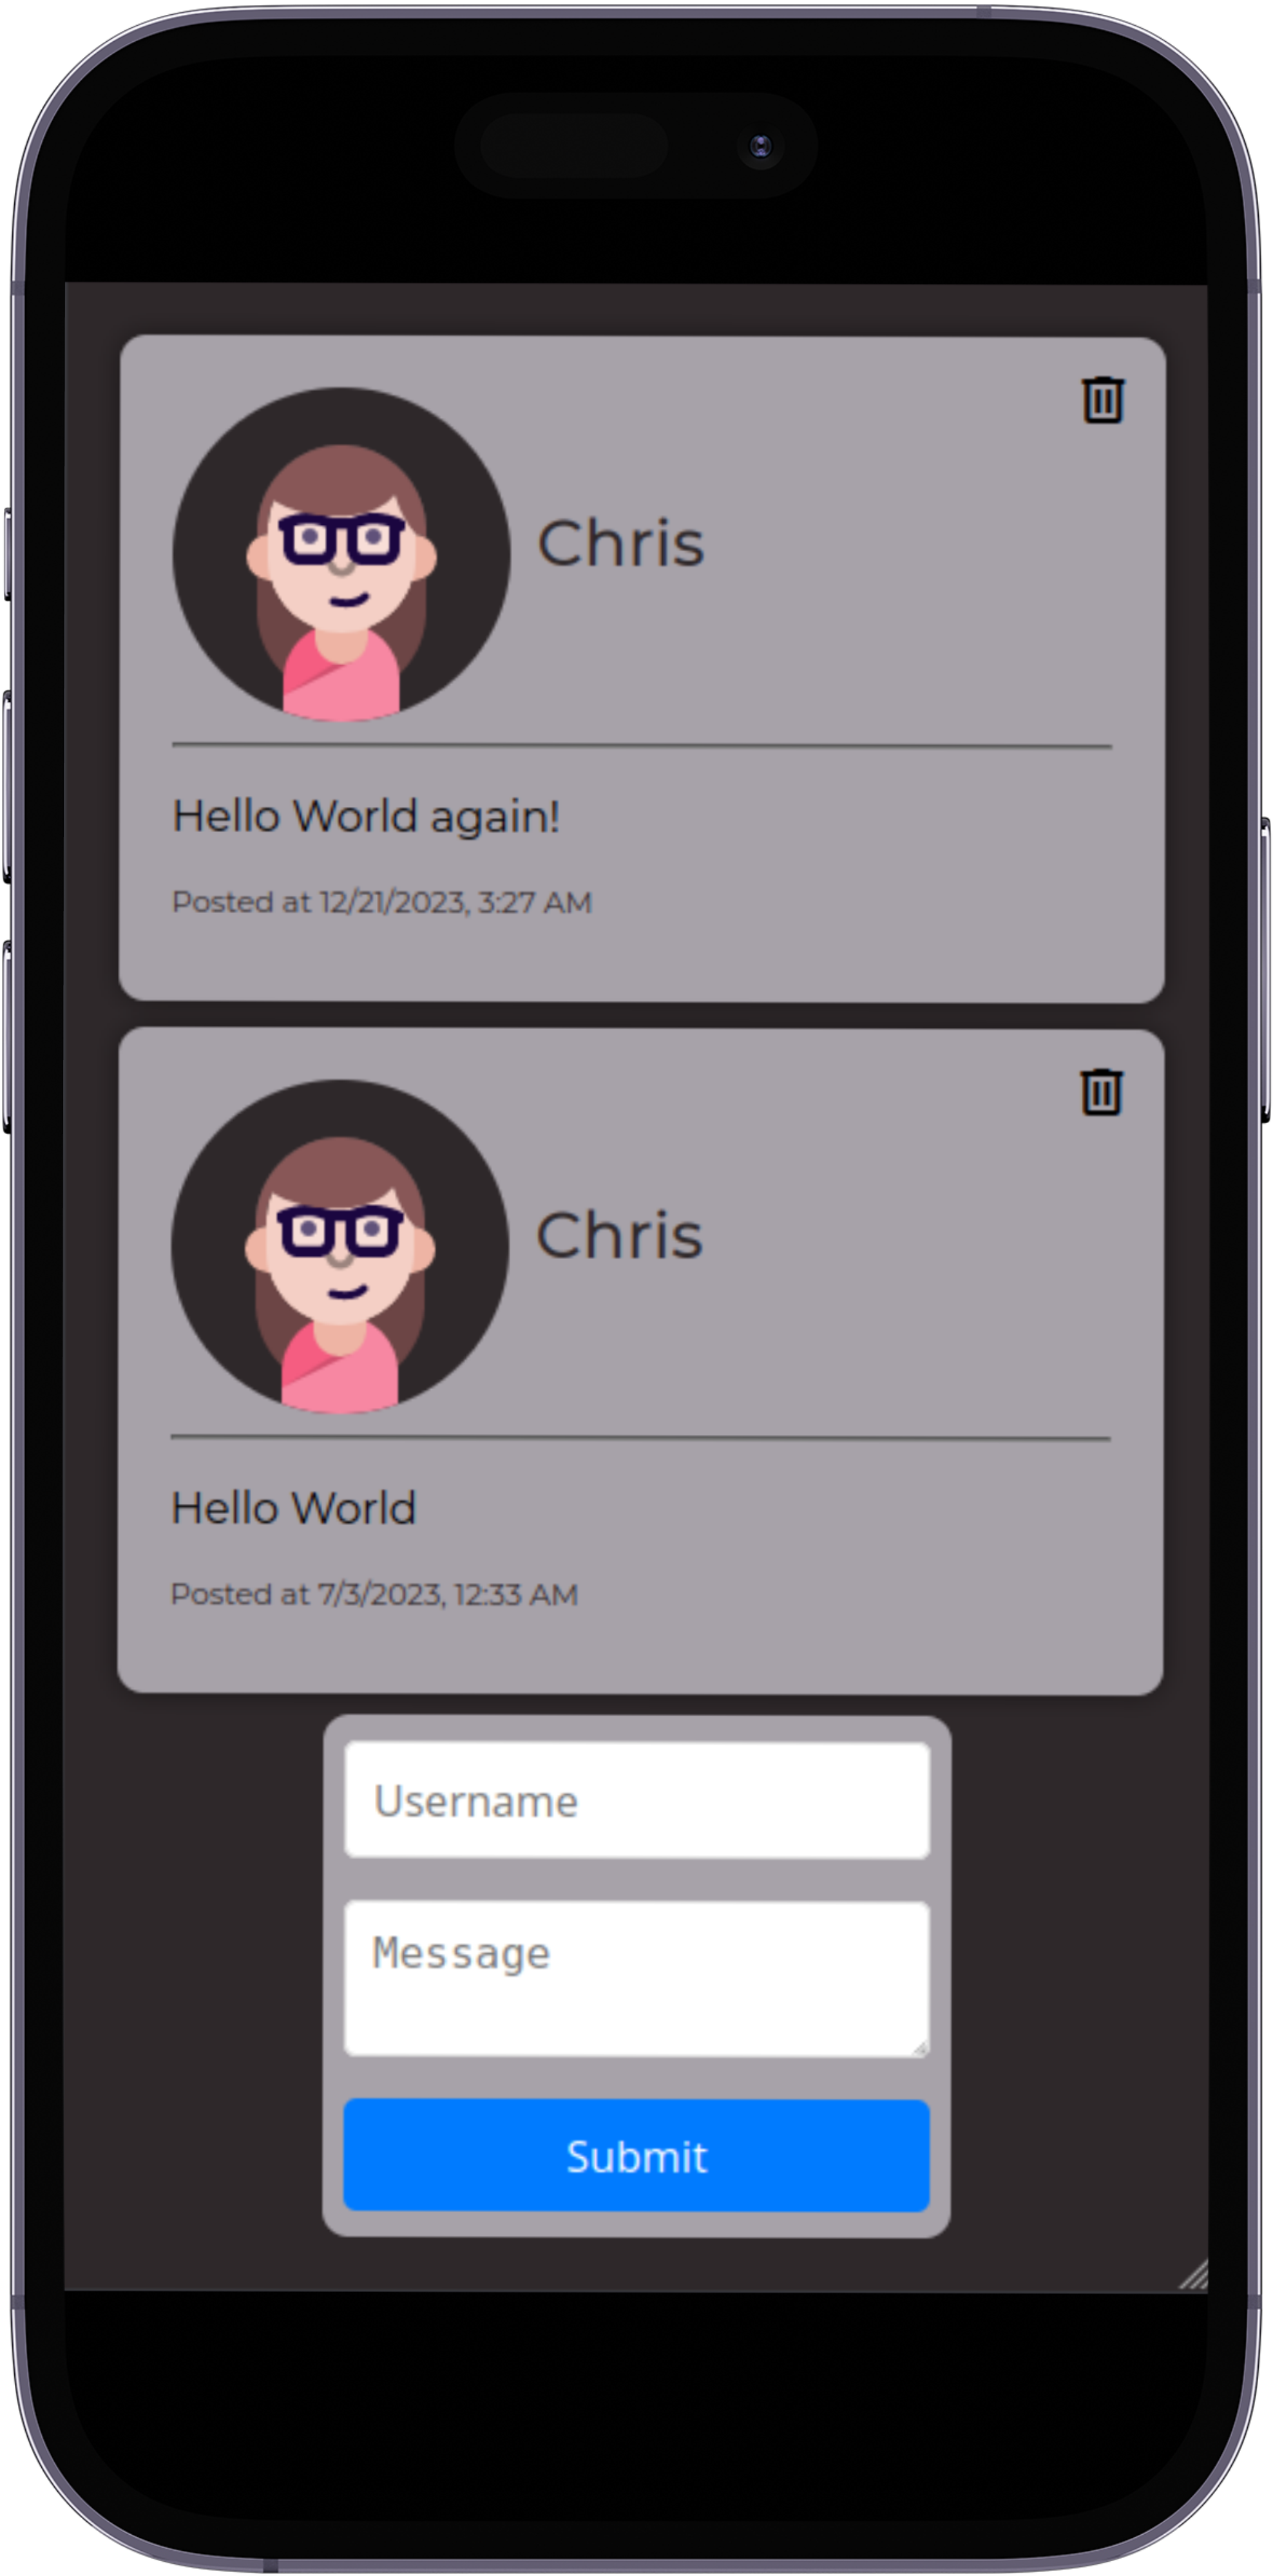 Chris
Hello World again!
Posted at 12/21/2023, 3:27 AM
Chris
Hello World
Posted at 7/3/2023, 12:33 AM
Username
Message
Submit